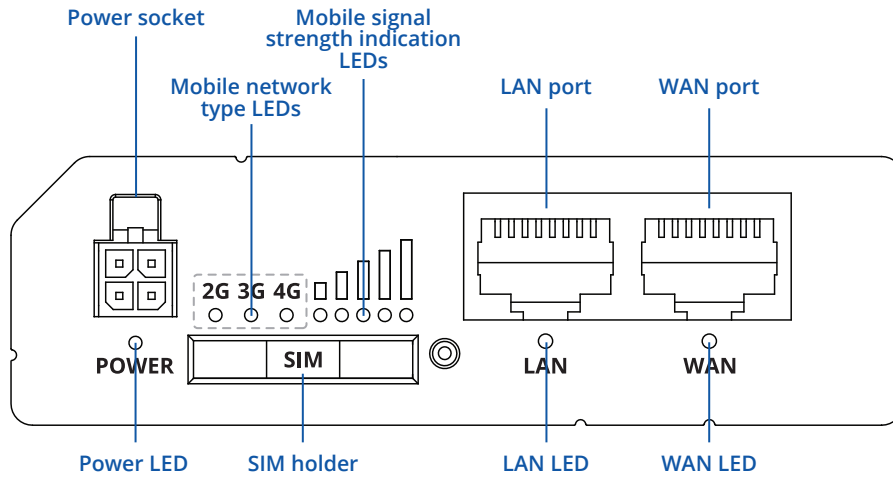 Power socket
Mobile signal
strength indication
LEDs
Mobile network
type LEDs
LAN port
WAN port
2G 3G 4G
POWER
SIM
LAN
WAN
Power LED
SIM holder
LAN LED
WAN LED